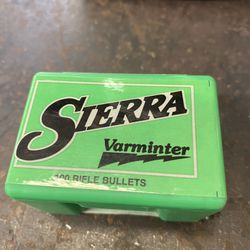 SIERRA
Varminter
100 RIFLE BULLETS